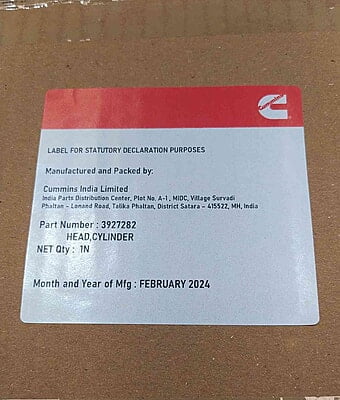 Cummins
LABEL FOR STATUTORY DECLARATION PURPOSES
Manufactured and Packed by:
Cummins India Limited
India Parts Distribution Center, Plot No. A-1, MIDC, Village Survadi
Phaltan - Lonand Road, Talika Phaltan, District Satara - 415522, MH, India
Part Number : 3927282
HEAD,CYLINDER
NET Qty : 1N
Month and Year of Mfg : FEBRUARY 2024